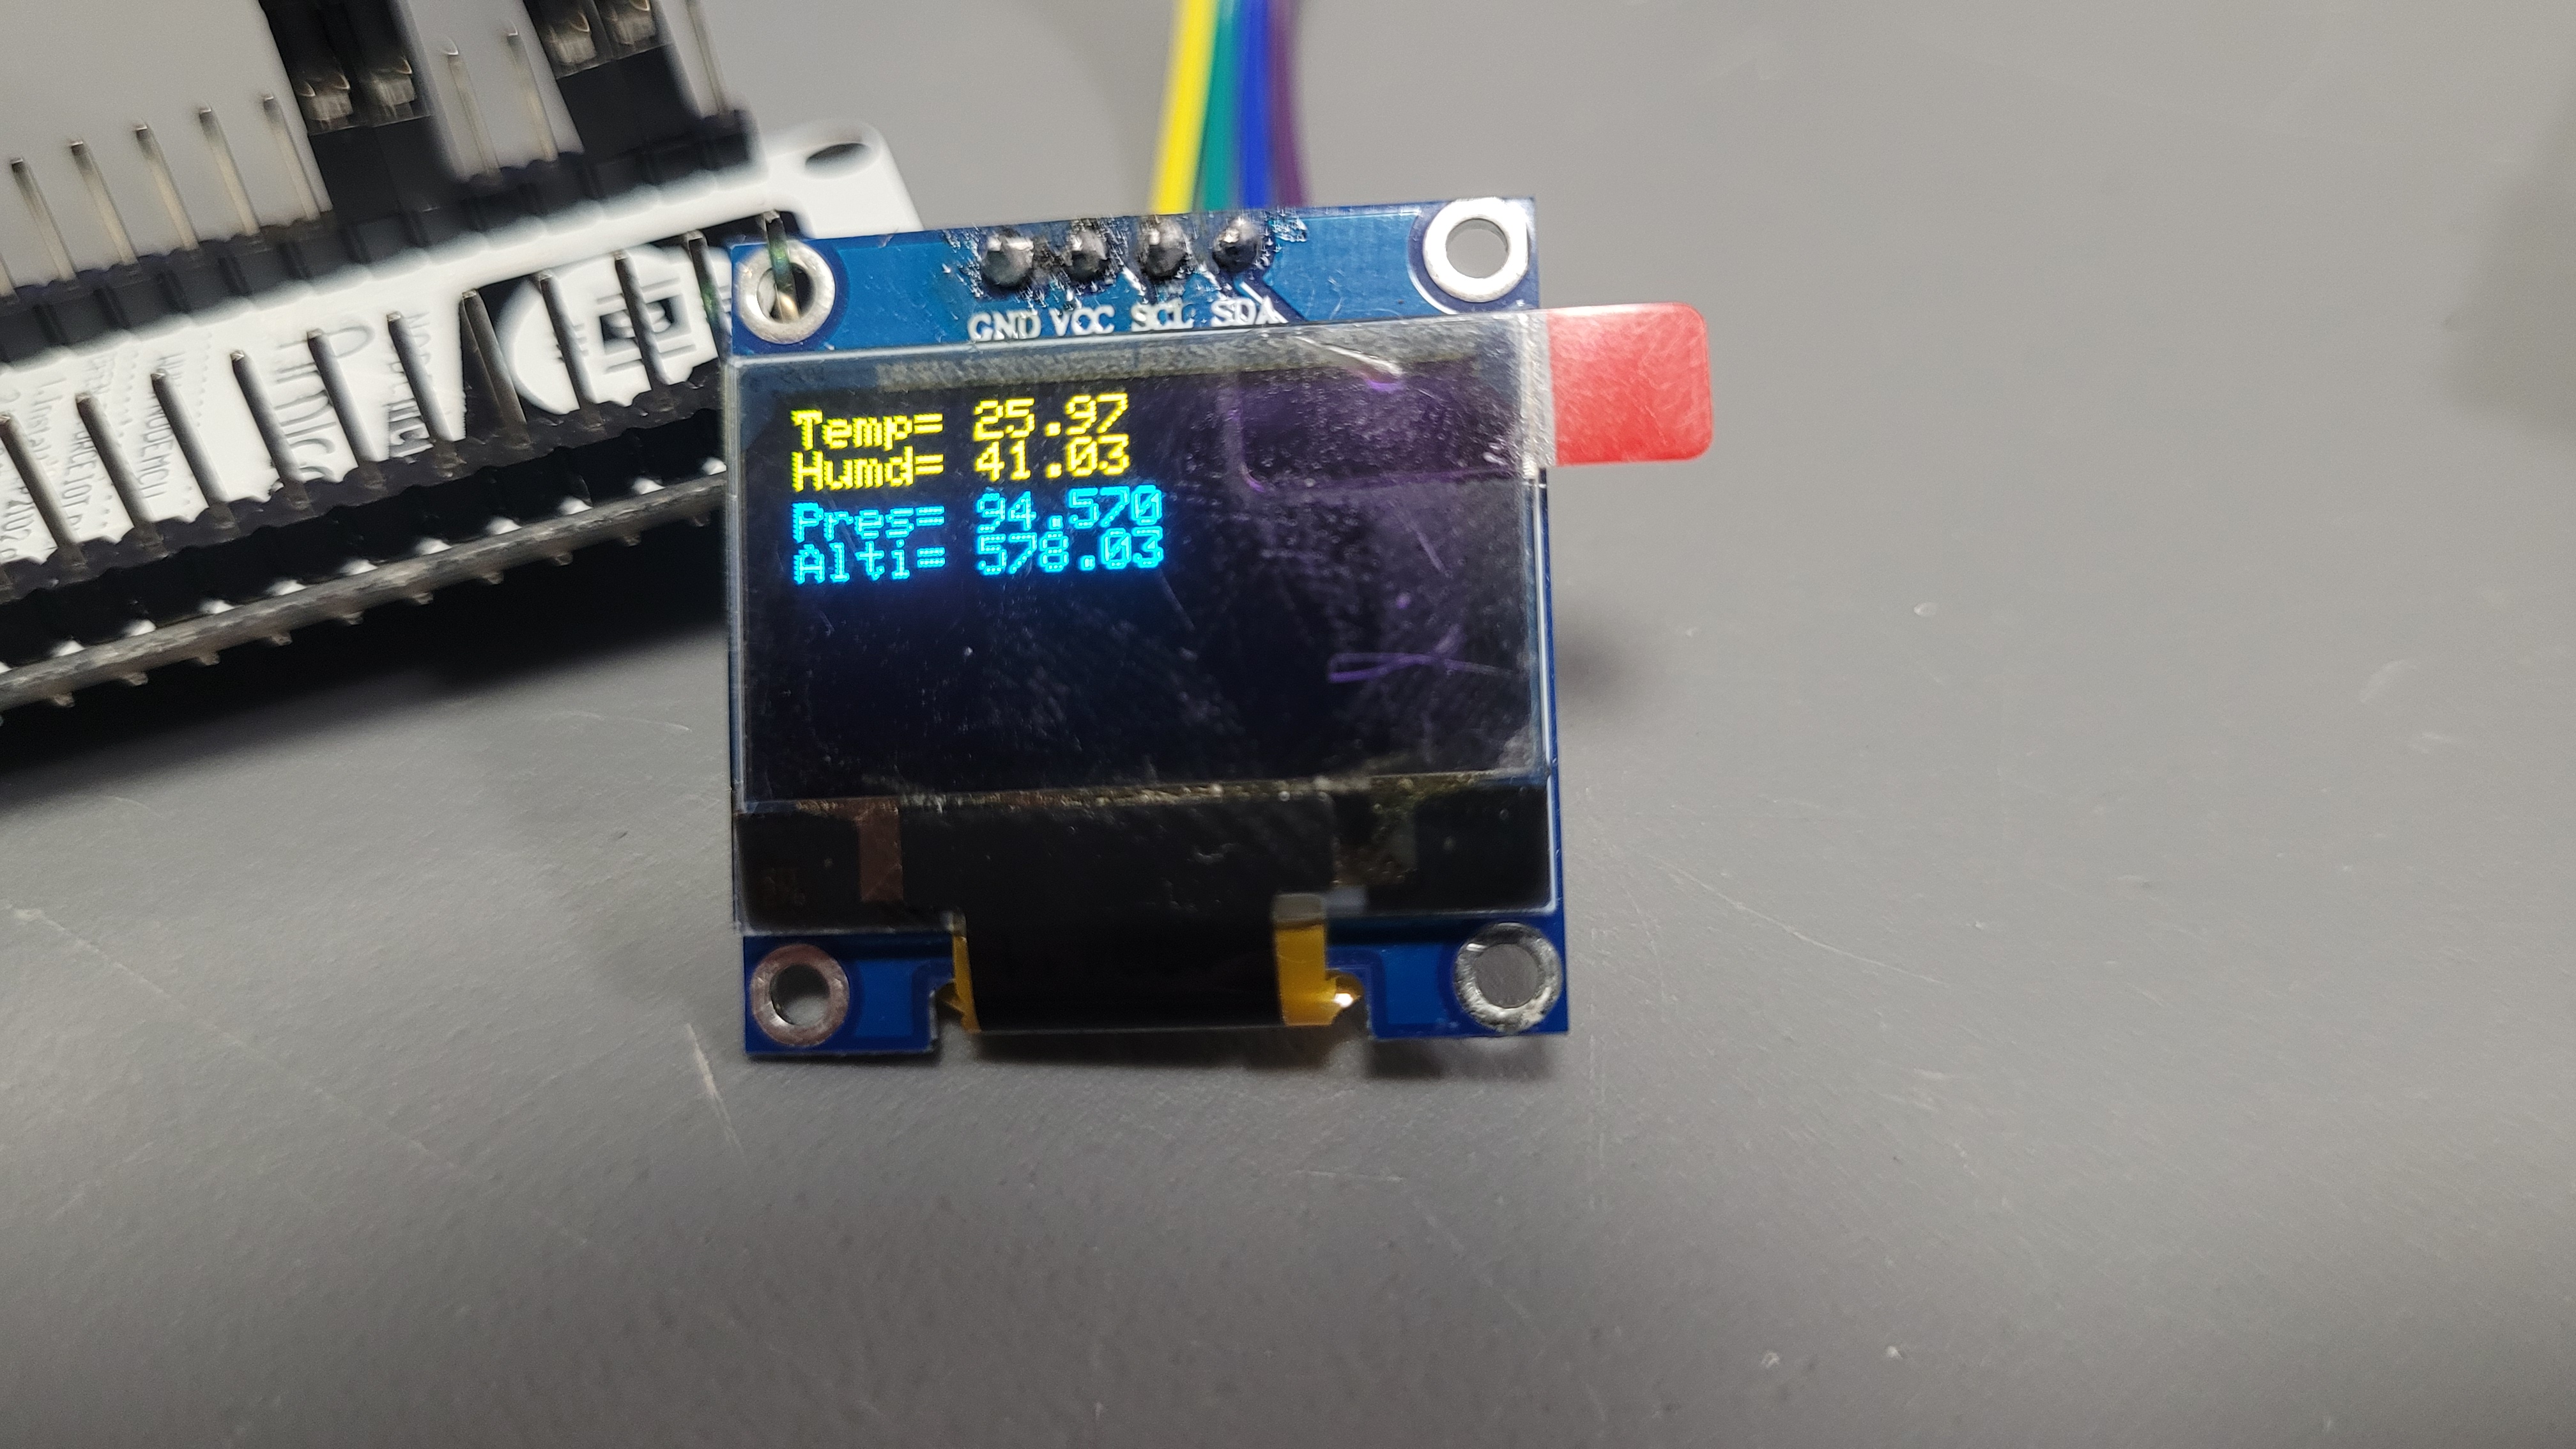 GND VCC SCL SDA
Temp= 25.97
Humd= 41.03
Pres= 94.570
Alti= 578.03